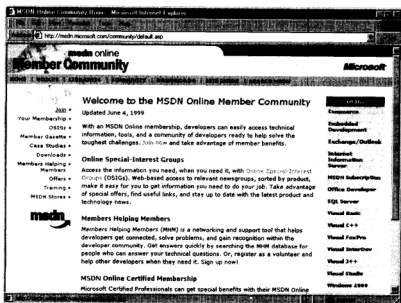 MSDN Online Community Home - Microsoft Internet Explorer
http://msdn.microsoft.com/community/default.asp
msdn online
Member Community
Microsoft
Join
Your Membership
OSIGs
Member Gazette
Case Studies
Downloads
Members Helping
Members
Offers
Training
MSDN Stores
msdn
Welcome to the MSDN Online Member Community
Updated June 4, 1999
With an MSDN Online membership, developers can easily access technical
information, tools, and a community of developers ready to help solve the
toughest challenges. Join now and take advantage of member benefits.
Online Special-Interest Groups
Access the information you need, when you need it, with Online Special-Interest
Groups (OSIGs). Web-based access to relevant newsgroups, sorted by product,
make it easy for you to get information you need to do your job. Take advantage
of special offers, find useful links, and stay up to date with the latest product and
technology news.
Members Helping Members
Members Helping Members (MHM) is a networking and support tool that helps
developers get connected, solve problems, and gain recognition within the
developer community. Get answers quickly by searching the MHM database for
people who can answer your technical questions. Or, register as a volunteer and
help other developers when they need it. Sign up now!
MSDN Online Certified Membership
Microsoft Certified Professionals can get special benefits with their MSDN Online
Commerce
Embedded
Development
Exchange/Outlook
Internet
Information
Server
MSDN Subscription
Office Developer
SQL Server
Visual Basic
Visual C++
Visual FoxPro
Visual InterDev
Visual J++
Visual Studio
Windows 2000